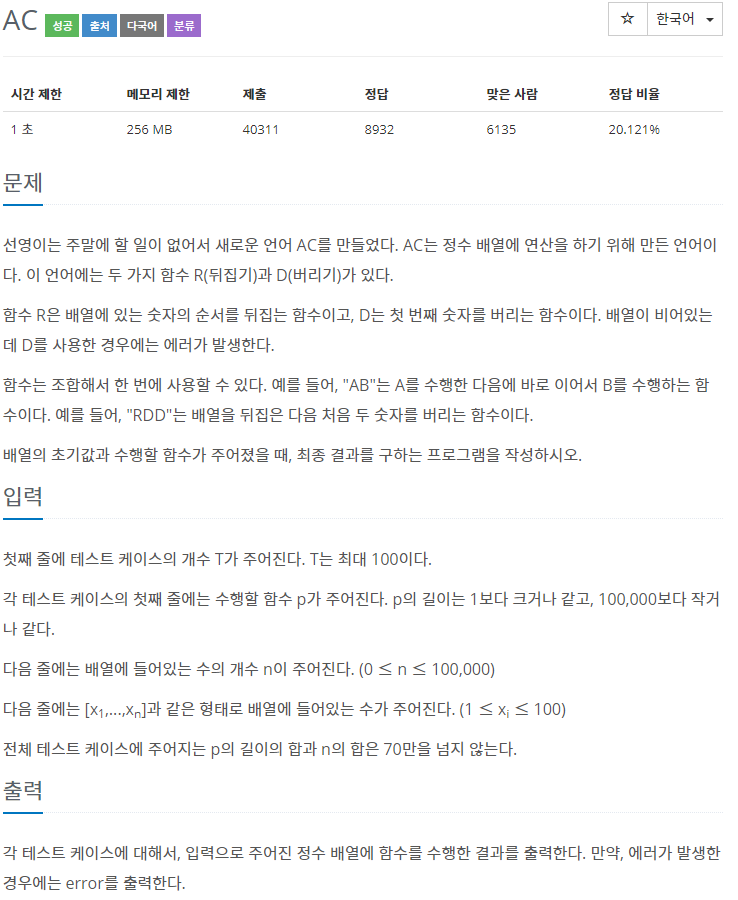 AC 성공 출처 다국어 분류 ☆ 한국어
시간 제한 메모리 제한 제출 정답 맞은 사람 정답 비율
1 초 256 MB 40311 8932 6135 20.121%
문제
선영이는 주말에 할 일이 없어서 새로운 언어 AC를 만들었다. AC는 정수 배열에 연산을 하기 위해 만든 언어이
다. 이 언어에는 두 가지 함수 R(뒤집기)과 D(버리기)가 있다.
함수 R은 배열에 있는 숫자의 순서를 뒤집는 함수이고, D는 첫 번째 숫자를 버리는 함수이다. 배열이 비어있는
데 D를 사용한 경우에는 에러가 발생한다.
함수는 조합해서 한 번에 사용할 수 있다. 예를 들어, "AB"는 A를 수행한 다음에 바로 이어서 B를 수행하는 함
수이다. 예를 들어, "RDD"는 배열을 뒤집은 다음 처음 두 숫자를 버리는 함수이다.
배열의 초기값과 수행할 함수가 주어졌을 때, 최종 결과를 구하는 프로그램을 작성하시오.
입력
첫째 줄에 테스트 케이스의 개수 T가 주어진다. T는 최대 100이다.
각 테스트 케이스의 첫째 줄에는 수행할 함수 p가 주어진다. p의 길이는 1보다 크거나 같고, 100,000보다 작거
나 같다.
다음 줄에는 배열에 들어있는 수의 개수 n이 주어진다. (0 ≤ n ≤ 100,000)
다음 줄에는 [x1,...,xn]과 같은 형태로 배열에 들어있는 수가 주어진다. (1 ≤ xi ≤ 100)
전체 테스트 케이스에 주어지는 p의 길이의 합과 n의 합은 70만을 넘지 않는다.
출력
각 테스트 케이스에 대해서, 입력으로 주어진 정수 배열에 함수를 수행한 결과를 출력한다. 만약, 에러가 발생한
경우에는 error를 출력한다.